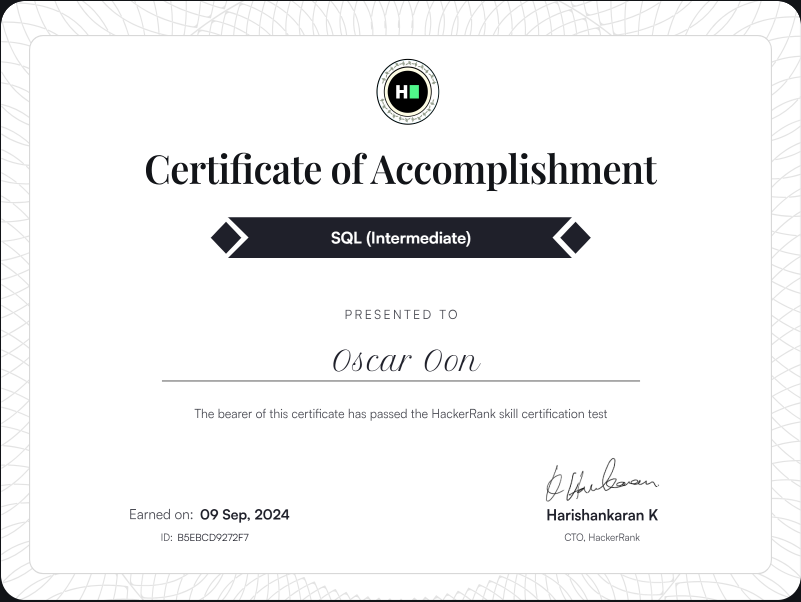 H
Certificate of Accomplishment
SQL (Intermediate)
PRESENTED TO
Oscar Oon
The bearer of this certificate has passed the HackerRank skill certification test
Earned on: 09 Sep, 2024
ID: B5EBCD9272F7
Harishankaran K
CTO, HackerRank